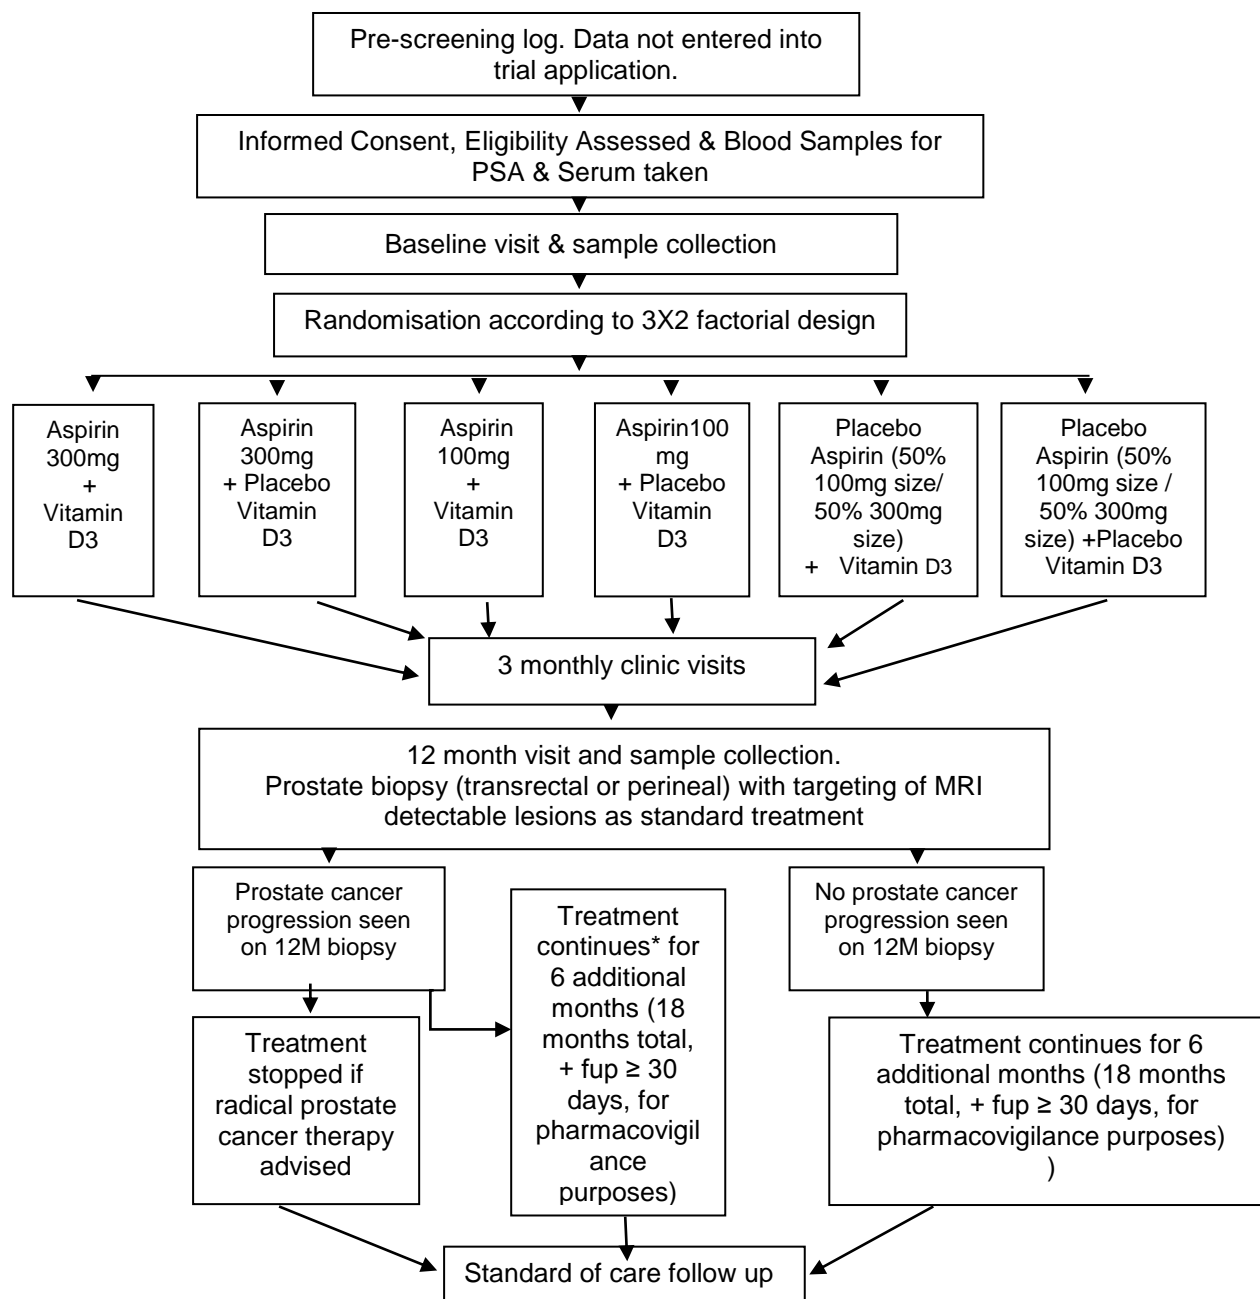 Pre-screening log. Data not entered into
trial application.
Informed Consent, Eligibility Assessed & Blood Samples for
PSA & Serum taken
Baseline visit & sample collection
Randomisation according to 3X2 factorial design
Aspirin
300mg
+
Vitamin
D3
Aspirin
300mg
+ Placebo
Vitamin
D3
Aspirin
100mg
+
Vitamin
D3
Aspirin100
mg
+ Placebo
Vitamin
D3
Placebo
Aspirin (50%
100mg size/
50% 300mg
size)
+ Vitamin D3
Placebo
Aspirin (50%
100mg size /
50% 300mg
size) +Placebo
Vitamin D3
3 monthly clinic visits
12 month visit and sample collection.
Prostate biopsy (transrectal or perineal) with targeting of MRI
detectable lesions as standard treatment
Prostate cancer
progression seen
on 12M biopsy
Treatment
continues* for
6 additional
months (18
months total,
+ fup ≥ 30
days, for
pharmacovigil
ance
purposes)
No prostate cancer
progression seen
on 12M biopsy
Treatment
stopped if
radical prostate
cancer therapy
advised
Treatment continues for 6
additional months (18 months
total, + fup ≥ 30 days, for
pharmacovigilance purposes)
)
Standard of care follow up